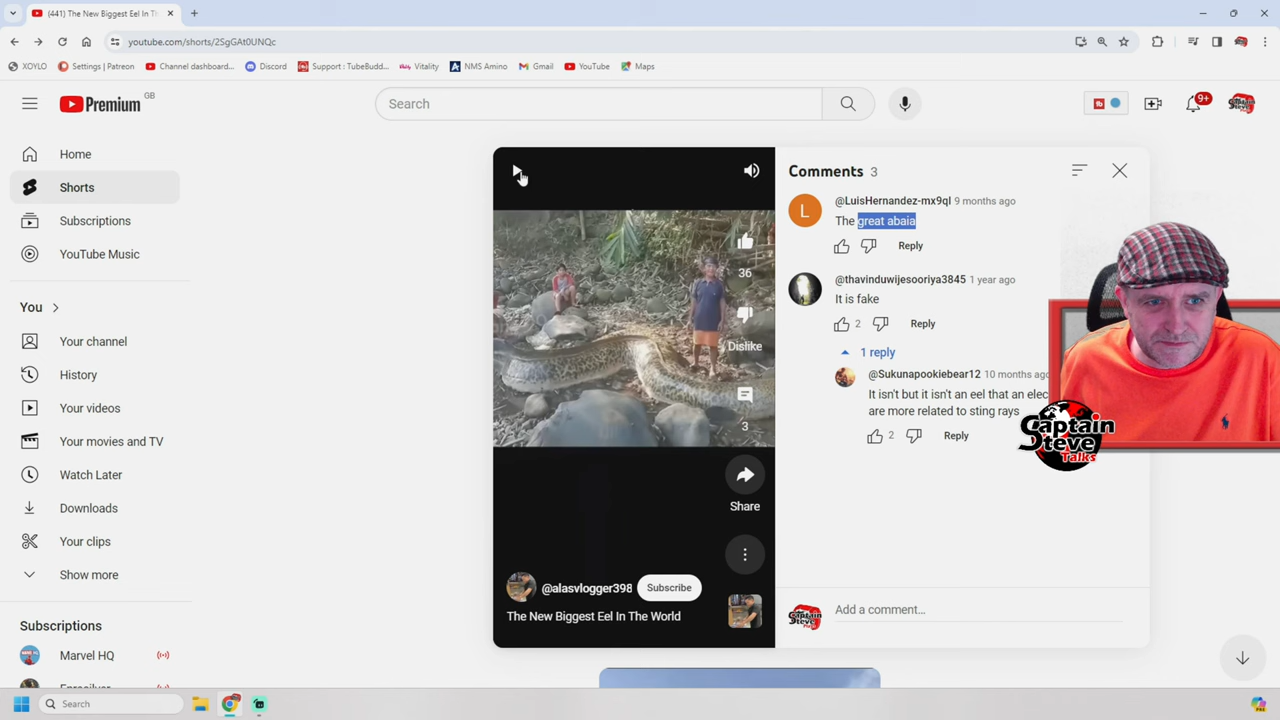 (441) The New Biggest Eel In Th
youtube.com/shorts/2SgGAt0UNQc
XOYLO
Settings | Patreon
Channel dashboard...
Discord
Support : TubeBudd...
Vitality
NMS Amino
Gmail
YouTube
Maps
Premium
GB
Search
9+
Home
Shorts
Subscriptions
YouTube Music
You
Your channel
History
Your videos
Your movies and TV
Watch Later
Downloads
Your clips
Show more
Subscriptions
Marvel HQ
36
Dislike
3
Share
@alasvlogger398
Subscribe
The New Biggest Eel In The World
Comments 3
L
@LuisHernandez-mx9ql 9 months ago
The great abaia
Reply
@thavinduwijesooriya3845 1 year ago
It is fake
2 Reply
1 reply
@Sukunapookiebear12 10 months ago
It isn't but it isn't an eel that an elec
are more related to sting rays
2 Reply
Add a comment...
Captain
Steve
Talks
Search